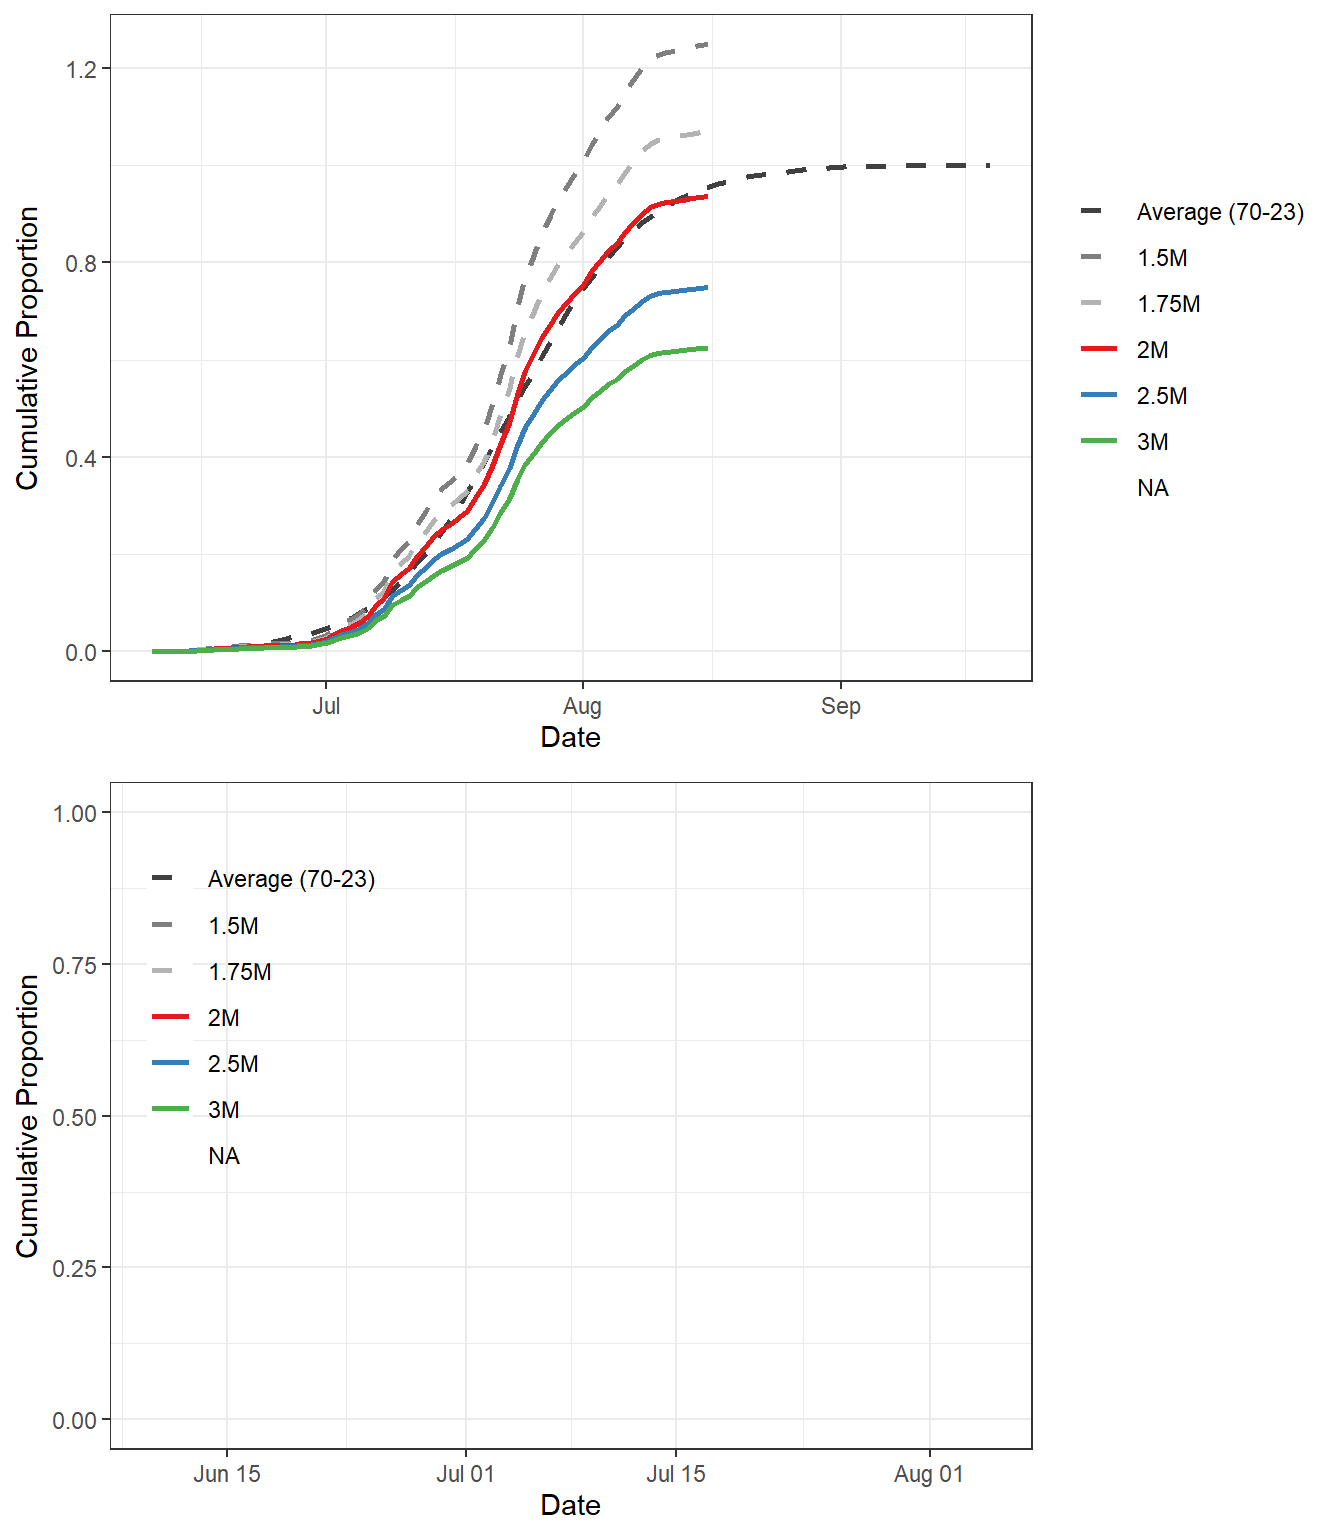 Cumulative Proportion
1.2
0.8
0.4
0.0
Jul
Aug
Sep
Date
Average (70-23)
1.5M
1.75M
2M
2.5M
3M
NA
Cumulative Proportion
1.00
0.75
0.50
0.25
0.00
Average (70-23)
1.5M
1.75M
2M
2.5M
3M
NA
Jun 15
Jul 01
Jul 15
Aug 01
Date